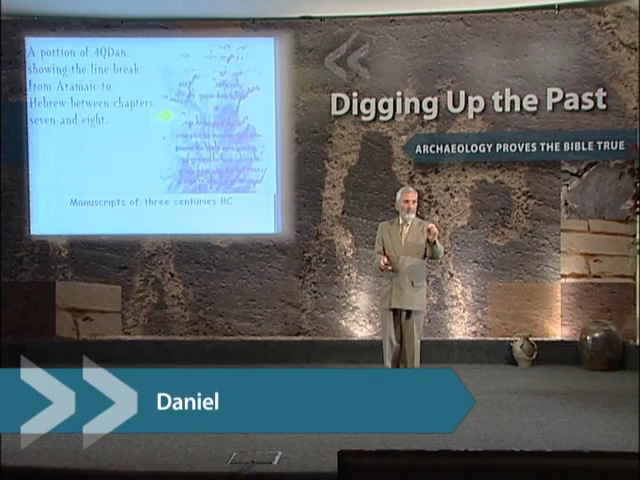 A portion of 4QDan
showing the line break
from Aramaic to
Hebrew between chapters
seven and eight.
Manuscripts of three centuries BC
Digging Up the Past
ARCHAEOLOGY PROVES THE BIBLE TRUE
Daniel